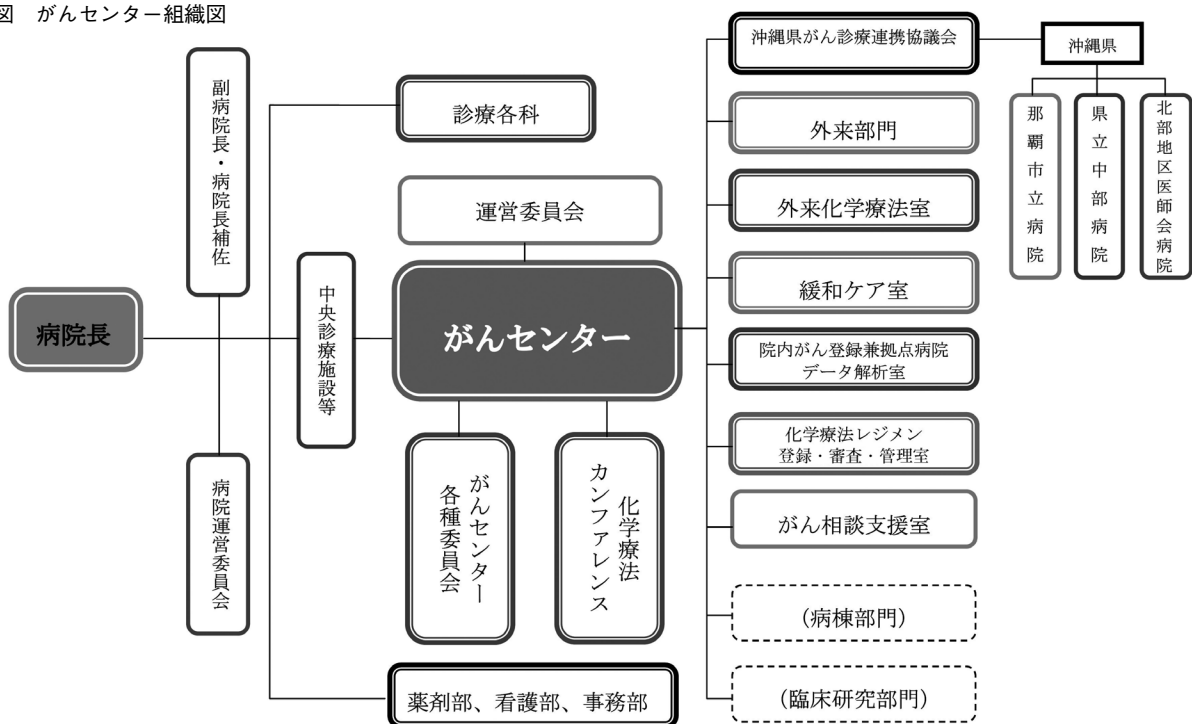 図 がんセンター組織図
病院長
副病院長・病院長補佐
病院運営委員会
中央診療施設等
診療各科
運営委員会
がんセンター
がんセンター
各種委員会
化学療法
カンファレンス
薬剤部、看護部、事務部
沖縄県がん診療連携協議会
外来部門
外来化学療法室
緩和ケア室
院内がん登録兼拠点病院
データ解析室
化学療法レジメン
登録・審査・管理室
がん相談支援室
(病棟部門)
(臨床研究部門)
沖縄県
那覇市立病院
県立中部病院
北部地区医師会病院